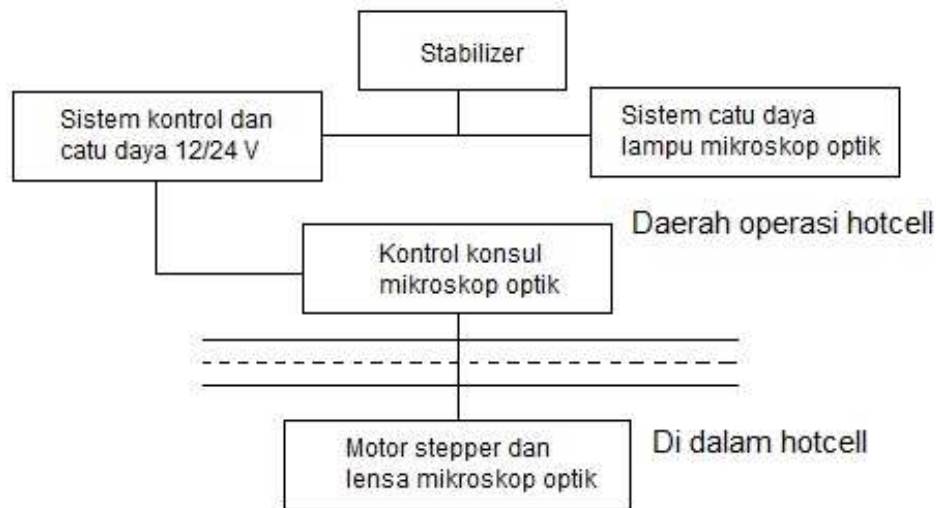 Stabilizer
Sistem kontrol dan
catu daya 12/24 V
Sistem catu daya
lampu mikroskop optik
Daerah operasi hotcell
Kontrol konsul
mikroskop optik
Motor stepper dan
lensa mikroskop optik
Di dalam hotcell